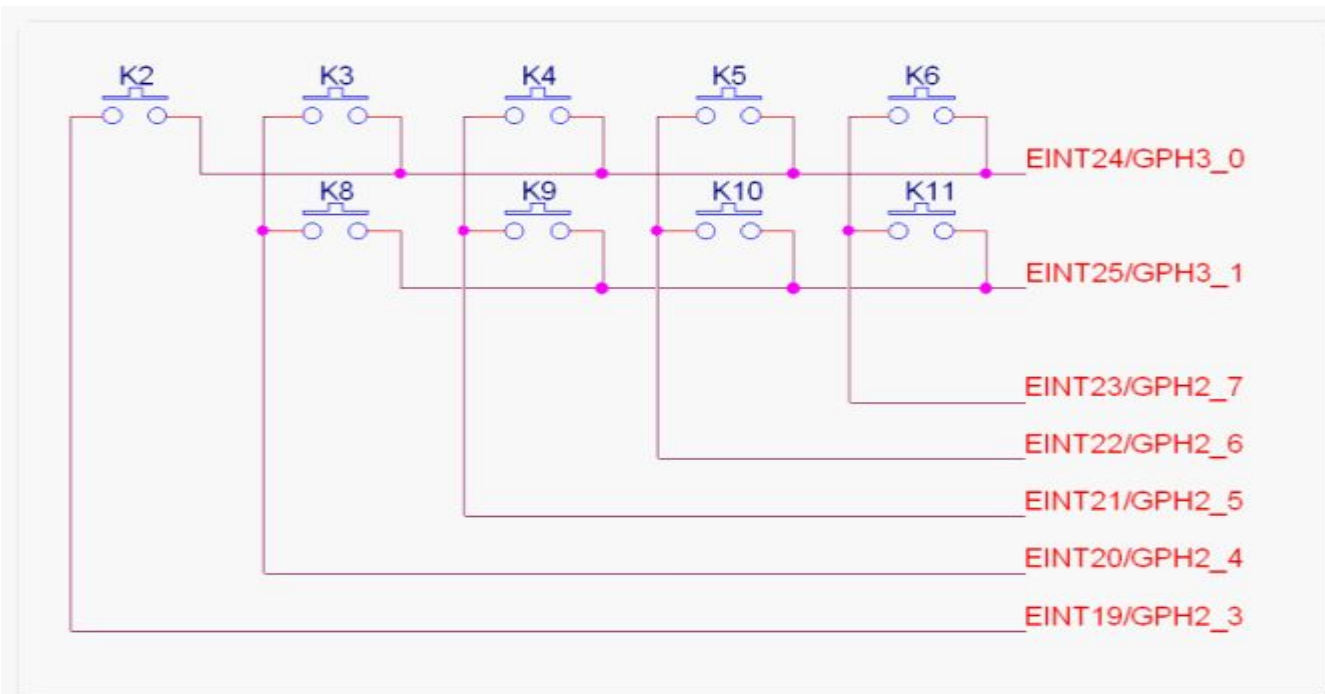 K2 K3 K4 K5 K6
EINT24/GPH3_0
K8 K9 K10 K11
EINT25/GPH3_1
EINT23/GPH2_7
EINT22/GPH2_6
EINT21/GPH2_5
EINT20/GPH2_4
EINT19/GPH2_3